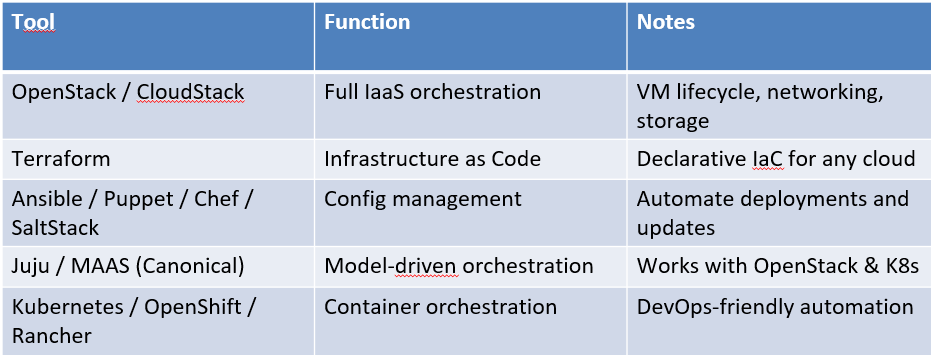 Tool
Function
Notes
OpenStack / CloudStack
Full IaaS orchestration
VM lifecycle, networking,
storage
Terraform
Infrastructure as Code
Declarative IaC for any cloud
Ansible / Puppet / Chef /
SaltStack
Config management
Automate deployments and
updates
Juju / MAAS (Canonical)
Model-driven orchestration
Works with OpenStack & K8s
Kubernetes / OpenShift /
Rancher
Container orchestration
DevOps-friendly automation